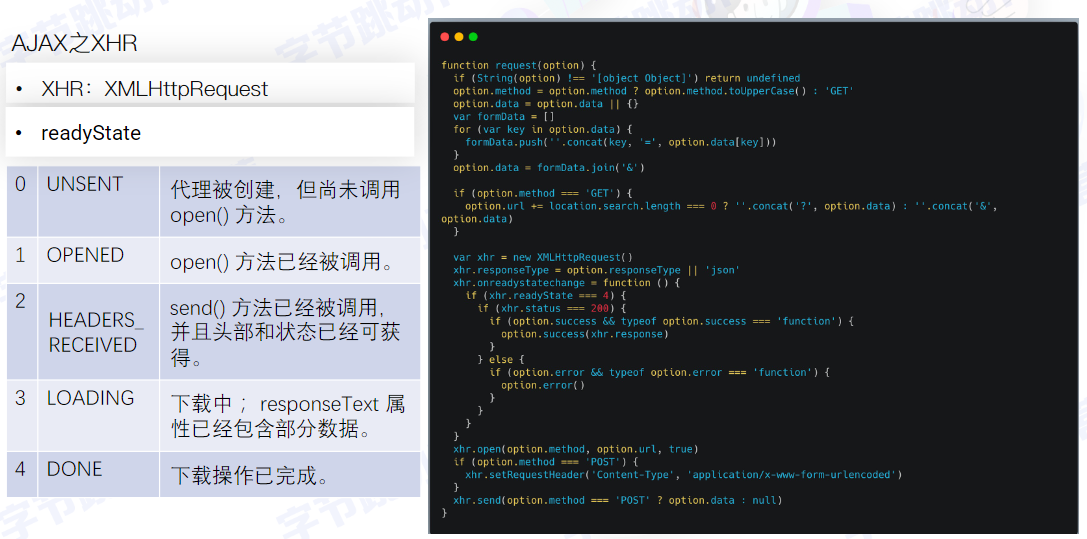 AJAX之XHR
• XHR：XMLHttpRequest
• readyState
0 UNSENT 代理被创建，但尚未调用
open() 方法。
1 OPENED open() 方法已经被调用。
2 HEADERS_
RECEIVED
send() 方法已经被调用，
并且头部和状态已经可获
得。
3 LOADING 下载中； responseText 属
性已经包含部分数据。
4 DONE 下载操作已完成。
function request(option) {
  if (String(option) !== '[object Object]') return undefined
  option.method = option.method ? option.method.toUpperCase() : 'GET'
  option.data = option.data || {}
  var formData = []
  for (var key in option.data) {
    formData.push(''.concat(key, '=', option.data[key]))
  }
  option.data = formData.join('&')

  if (option.method === 'GET') {
    option.url += location.search.length === 0 ? ''.concat('?', option.data) : ''.concat('&',
option.data)
  }

  var xhr = new XMLHttpRequest()
  xhr.responseType = option.responseType || 'json'
  xhr.onreadystatechange = function () {
    if (xhr.readyState === 4) {
      if (xhr.status === 200) {
        if (option.success && typeof option.success === 'function') {
          option.success(xhr.response)
        }
      } else {
        if (option.error && typeof option.error === 'function') {
          option.error()
        }
      }
    }
  }
  xhr.open(option.method, option.url, true)
  if (option.method === 'POST') {
    xhr.setRequestHeader('Content-Type', 'application/x-www-form-urlencoded')
  }
  xhr.send(option.method === 'POST' ? option.data : null)
}